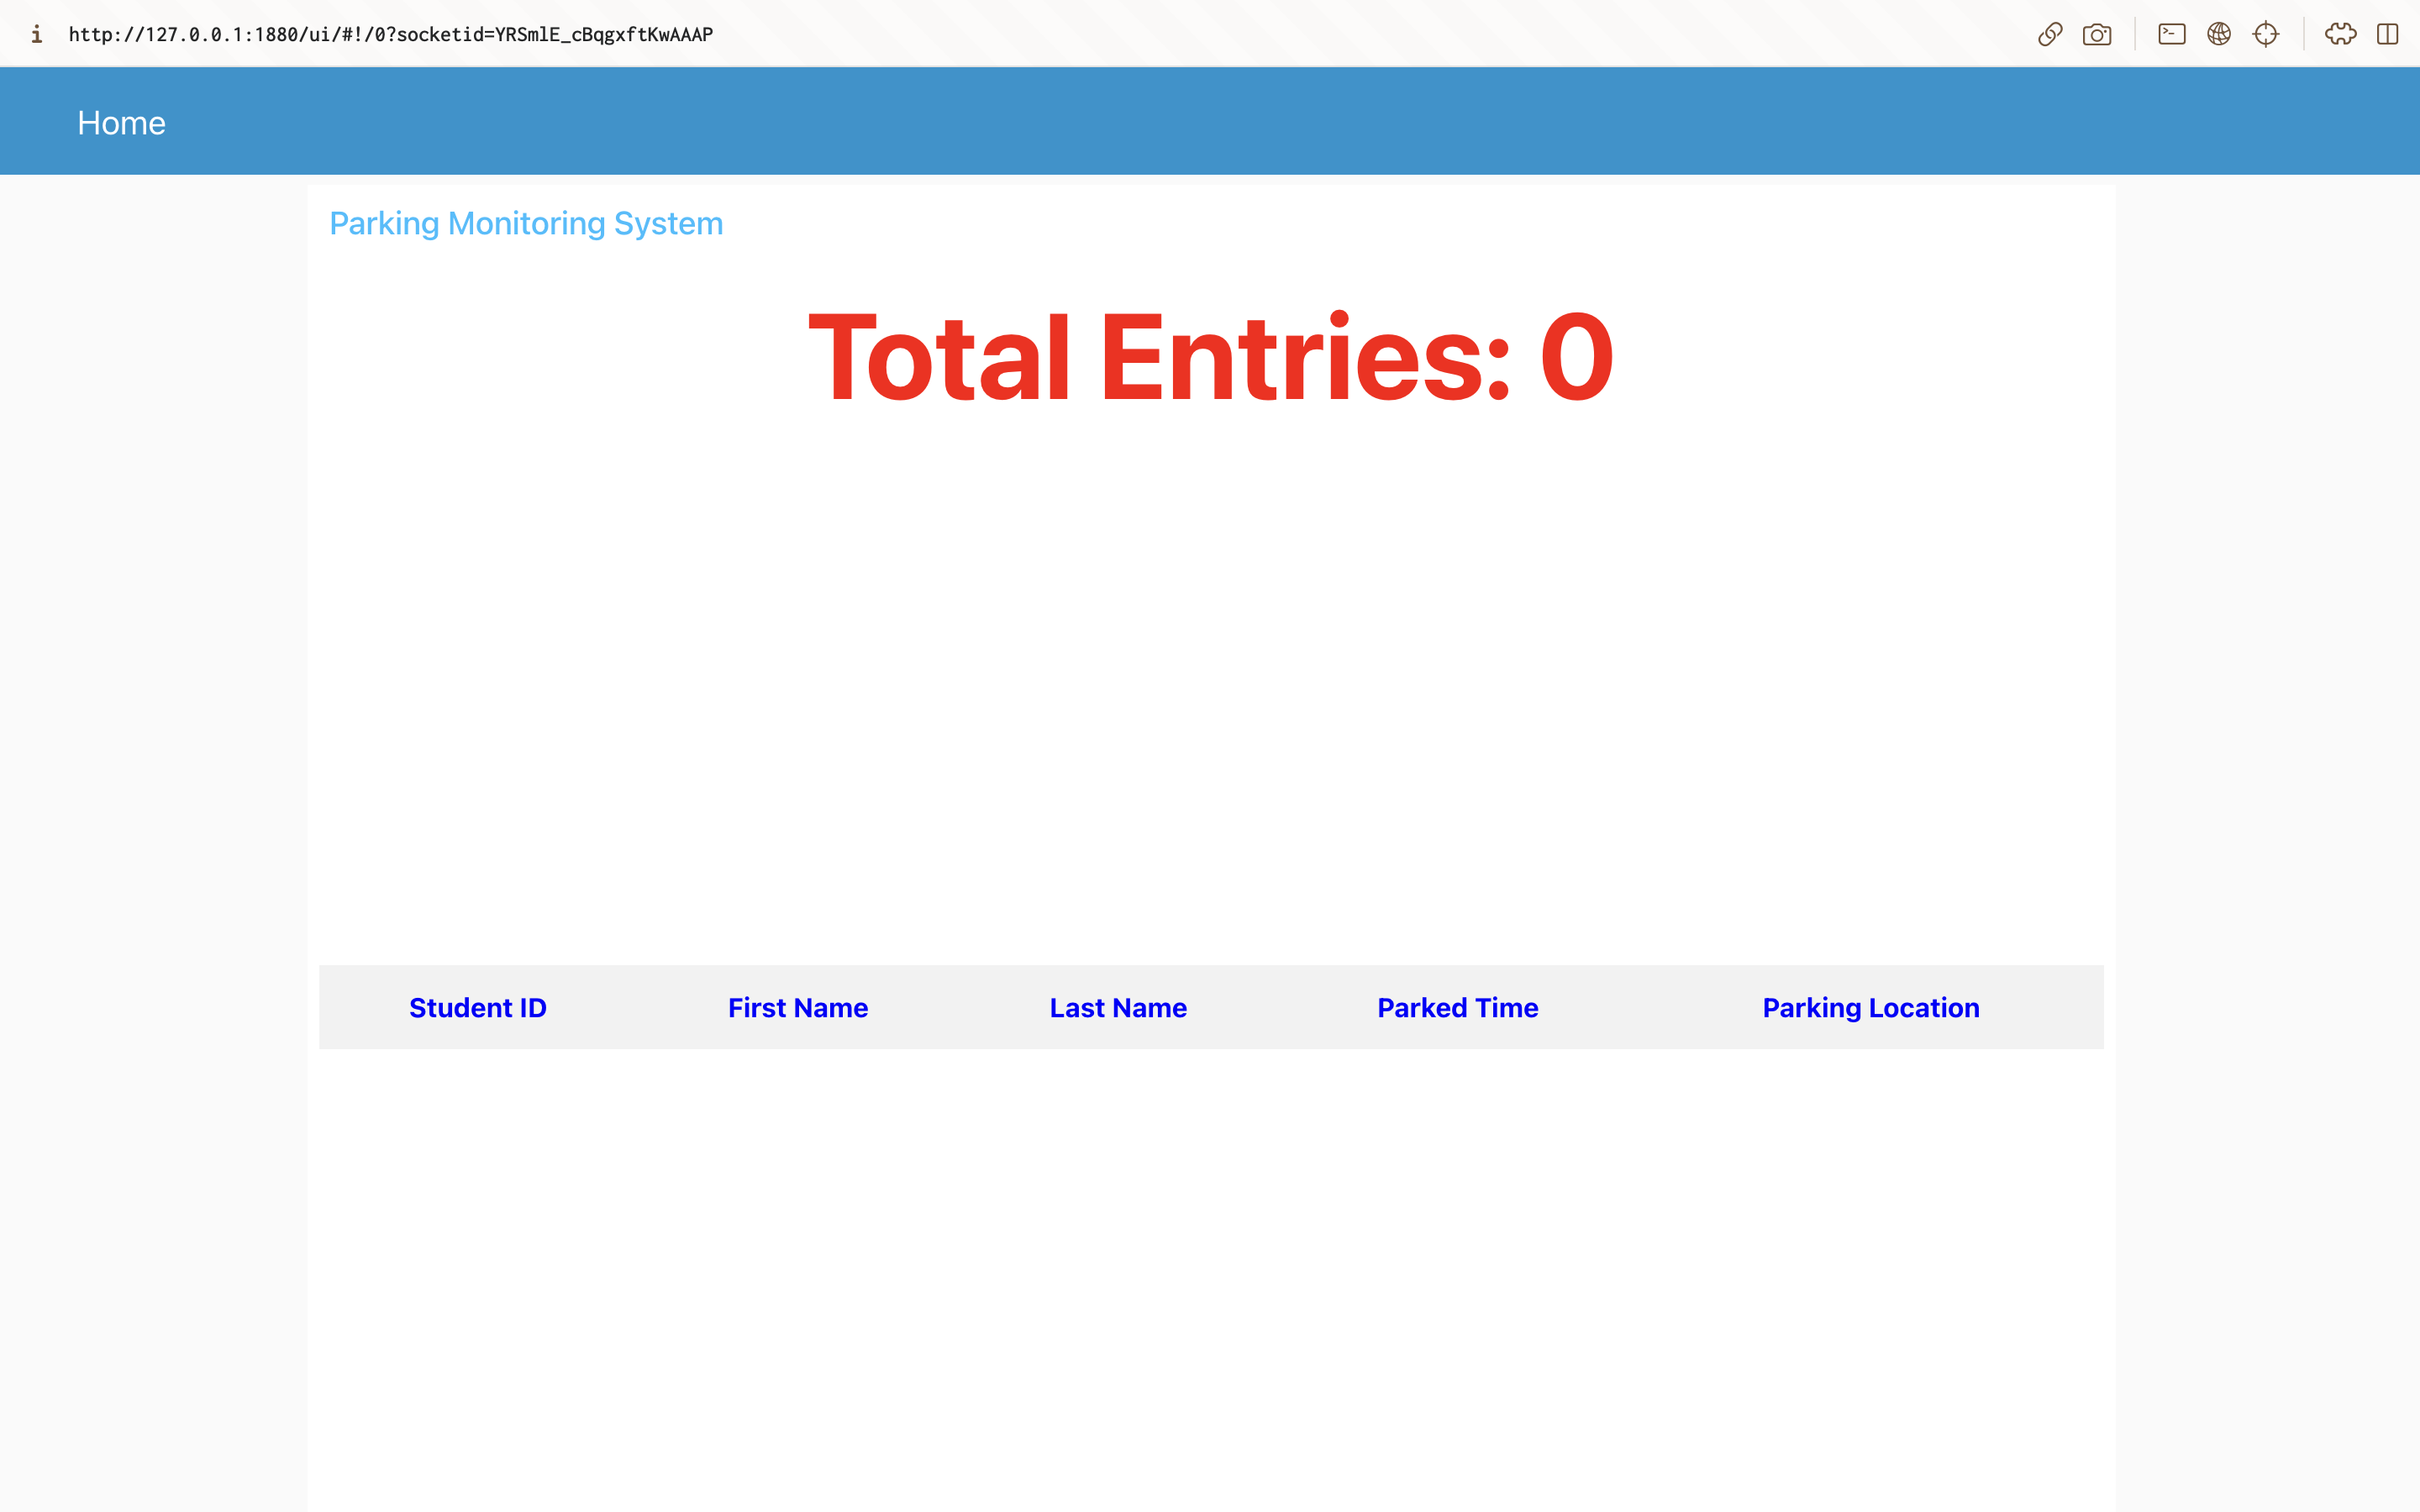 http://127.0.0.1:1880/ui/#!/0?socketid=YRSmlE_cBqgxftKwAAAP
Home
Parking Monitoring System
Total Entries: 0
Student ID First Name Last Name Parked Time Parking Location